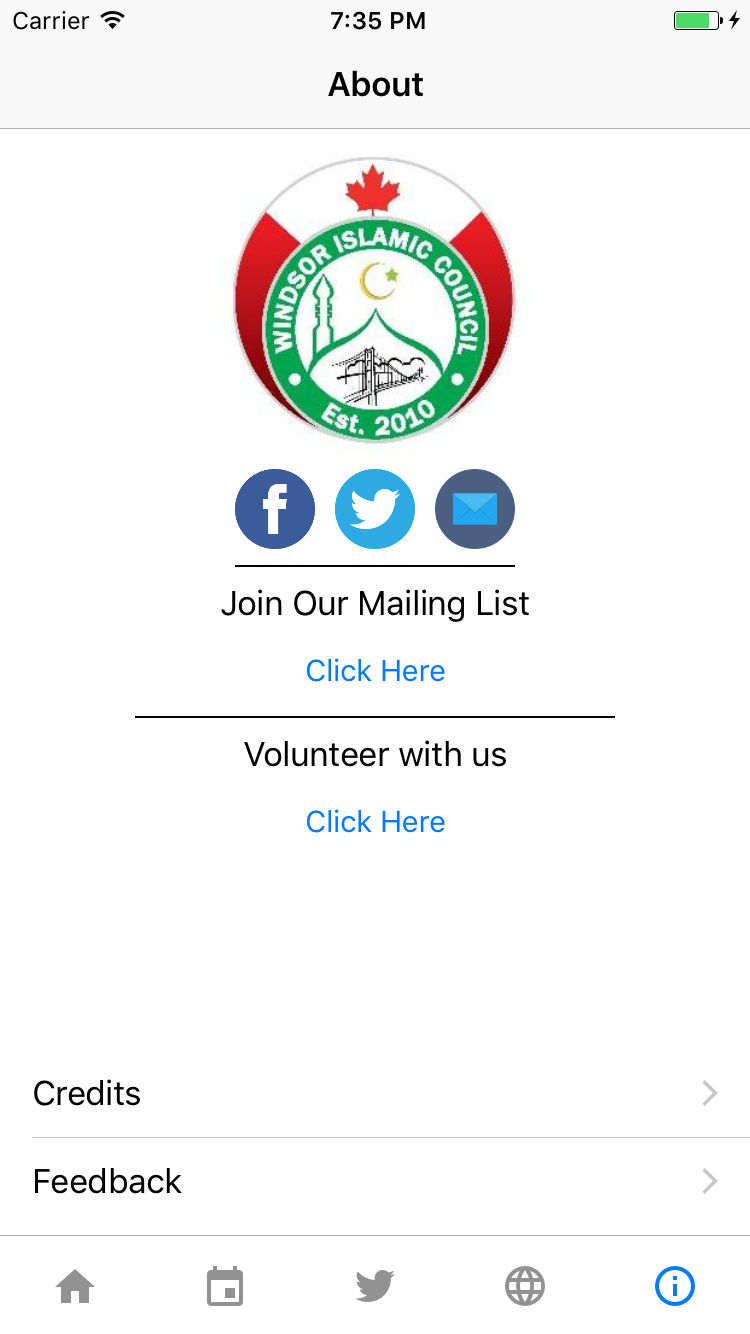 Carrier 7:35 PM
About
WINDSOR ISLAMIC COUNCIL
Est. 2010
Join Our Mailing List
Click Here
Volunteer with us
Click Here
Credits
Feedback